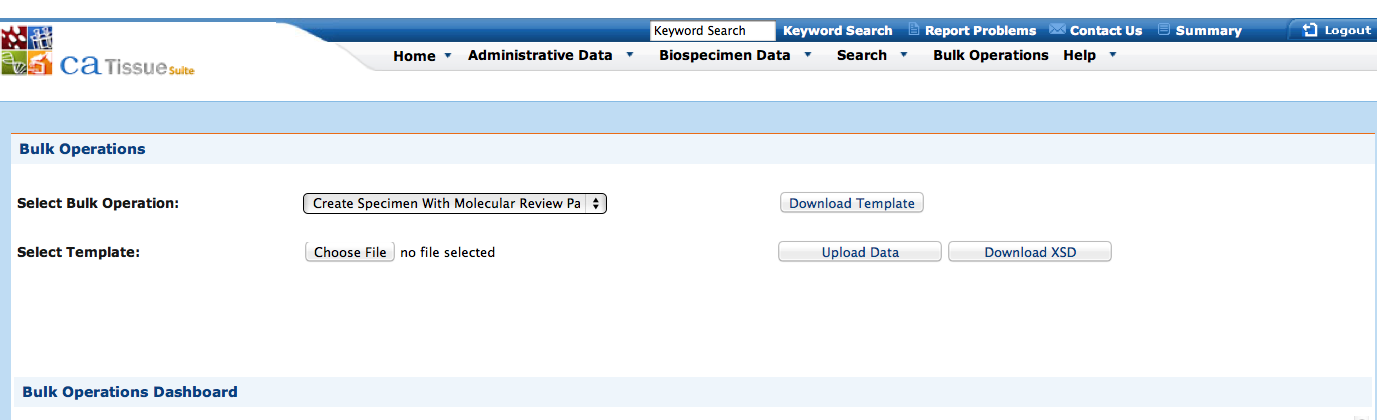 Keyword Search Keyword Search Report Problems Contact Us Summary Logout
ca Tissue Suite
Home Administrative Data Biospecimen Data Search Bulk Operations Help
Bulk Operations
Select Bulk Operation: Create Specimen With Molecular Review Pa Download Template
Select Template: Choose File no file selected Upload Data Download XSD
Bulk Operations Dashboard